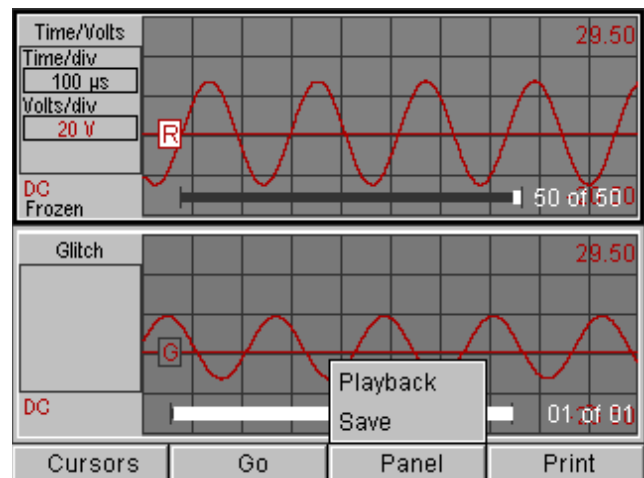 Time/Volts
29.50
Time/div
100 µs
Volts/div
20 V
R
DC
Frozen
50 of 50
Glitch
29.50
G
Playback
Save
DC
01 of 01
Cursors Go Panel Print